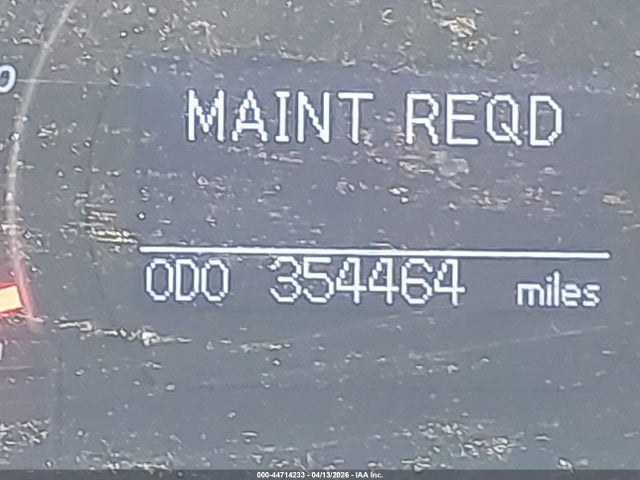 MAINT REQD
ODO 354464 miles
000-44714233 - 04/13/2026 - IAA Inc.